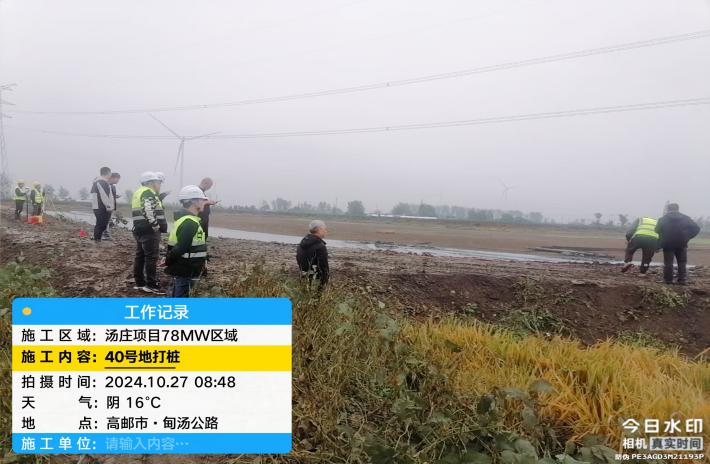 工作记录
施工区域：汤庄项目78MW区域
施工内容：40号地打桩
拍摄时间：2024.10.27 08:48
天气：阴 16℃
地点：高邮市·甸汤公路
施工单位：请输入内容…
今日水印
相机 真实时间
防伪 PE3AGD3M21193P